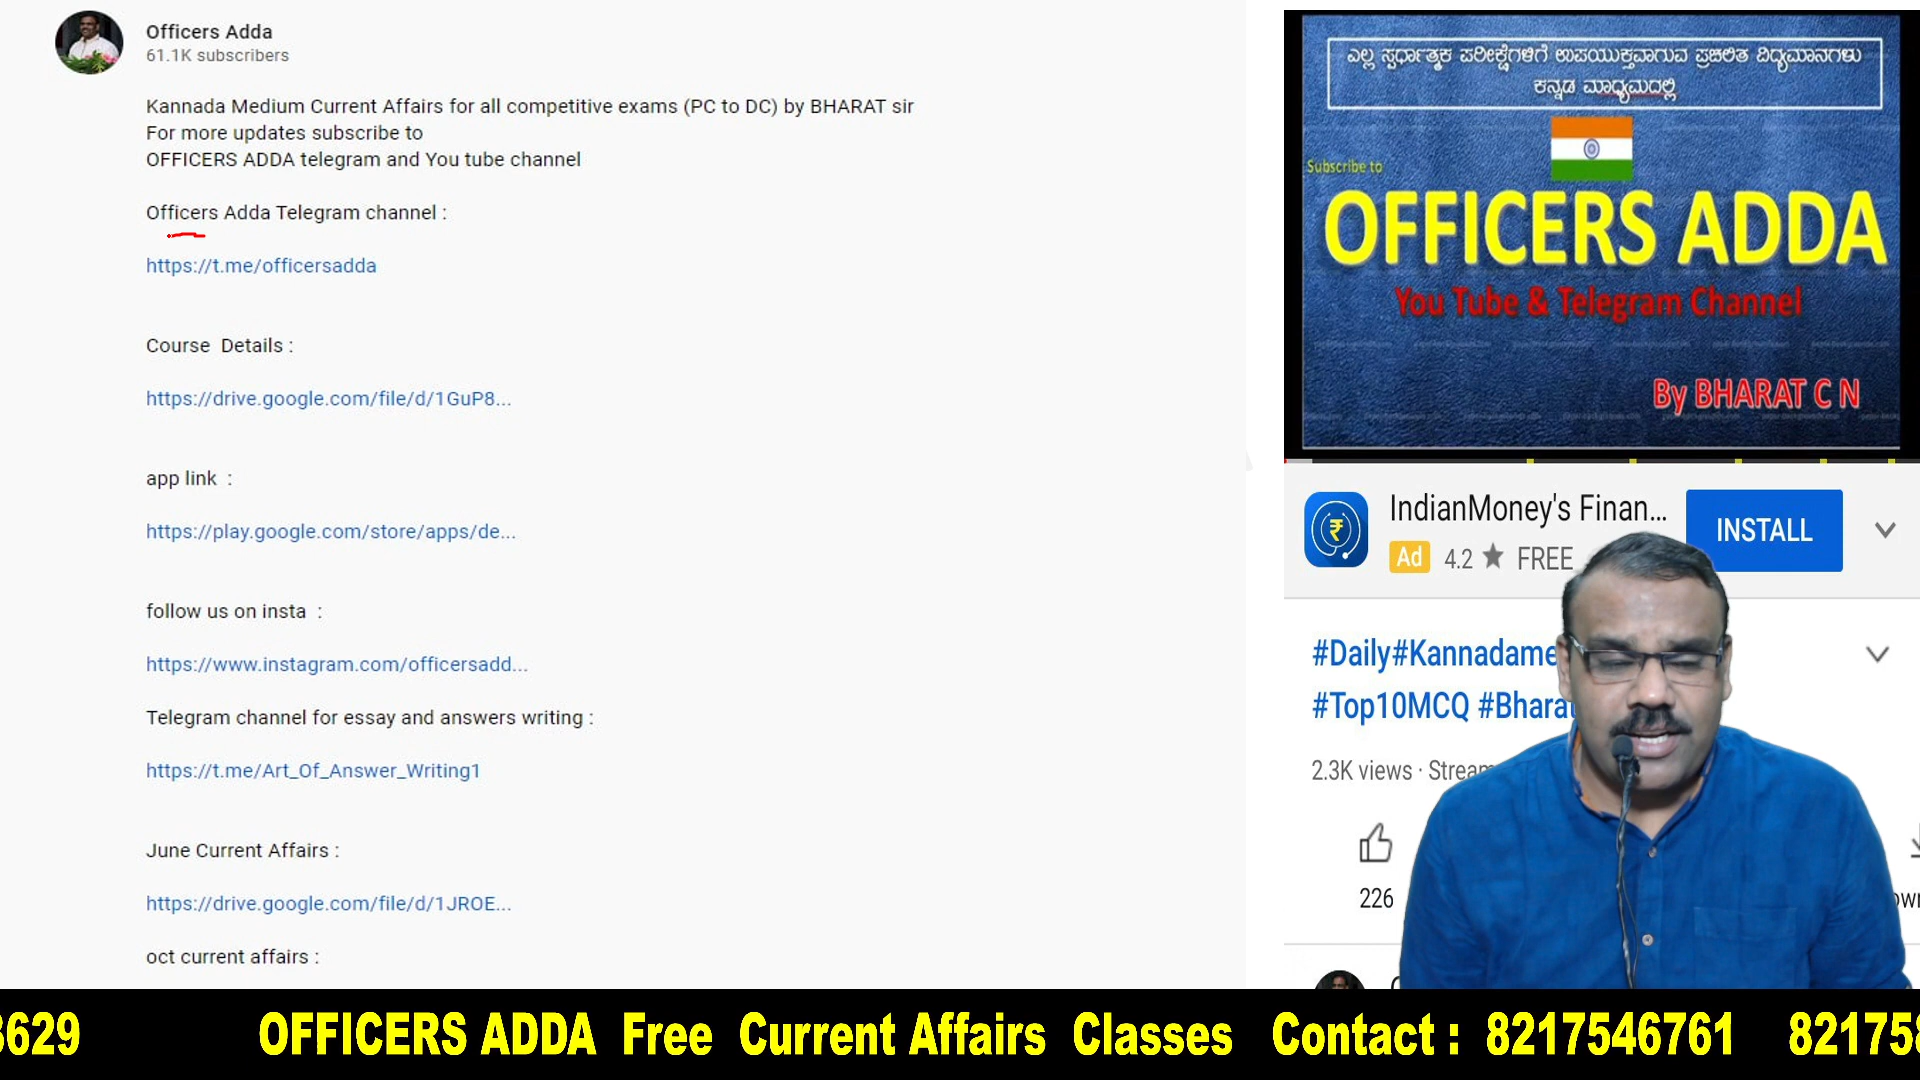 Officers Adda
61.1K subscribers
Kannada Medium Current Affairs for all competitive exams (PC to DC) by BHARAT sir
For more updates subscribe to
OFFICERS ADDA telegram and You tube channel
Officers Adda Telegram channel :
https://t.me/officersadda
Course Details :
https://drive.google.com/file/d/1GuP8...
app link :
https://play.google.com/store/apps/de...
follow us on insta :
https://www.instagram.com/officersadd...
Telegram channel for essay and answers writing :
https://t.me/Art_Of_Answer_Writing1
June Current Affairs :
https://drive.google.com/file/d/1JROE...
oct current affairs :
ಎಲ್ಲ ಸ್ಪರ್ಧಾತ್ಮಕ ಪರೀಕ್ಷೆಗಳಿಗೆ ಉಪಯುಕ್ತವಾಗುವ ಪ್ರಚಲಿತ ವಿದ್ಯಮಾನಗಳು
ಕನ್ನಡ ಮಾಧ್ಯಮದಲ್ಲಿ
Subscribe to
OFFICERS ADDA
You Tube & Telegram Channel
By BHARAT C N
IndianMoney's Finan...
INSTALL
Ad 4.2 ★ FREE
#Daily#Kannadame
#Top10MCQ #Bharat
2.3K views · Stream
226
3629 OFFICERS ADDA Free Current Affairs Classes Contact : 8217546761 82175